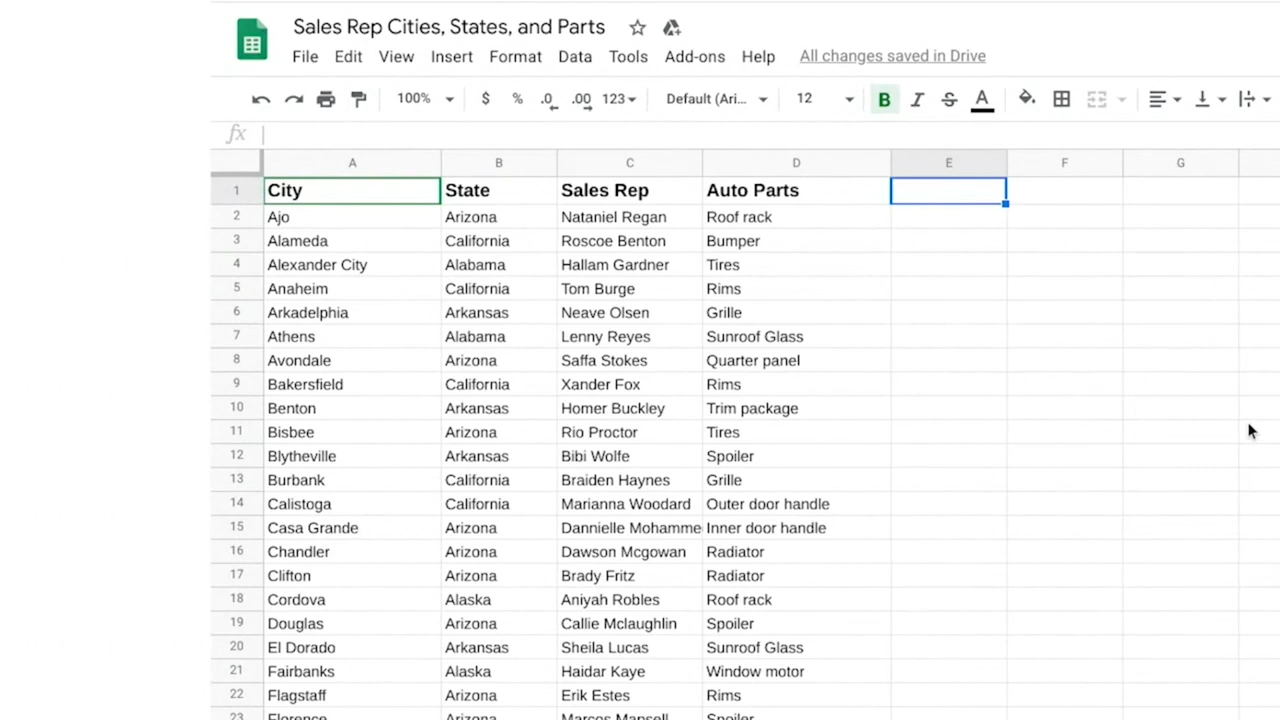 Sales Rep Cities, States, and Parts
File Edit View Insert Format Data Tools Add-ons Help All changes saved in Drive
100% $ % .0 .00 123 Default (Ari... 12 B I S A
fx
A B C D E F G
1 City State Sales Rep Auto Parts
2 Ajo Arizona Nataniel Regan Roof rack
3 Alameda California Roscoe Benton Bumper
4 Alexander City Alabama Hallam Gardner Tires
5 Anaheim California Tom Burge Rims
6 Arkadelphia Arkansas Neave Olsen Grille
7 Athens Alabama Lenny Reyes Sunroof Glass
8 Avondale Arizona Saffa Stokes Quarter panel
9 Bakersfield California Xander Fox Rims
10 Benton Arkansas Homer Buckley Trim package
11 Bisbee Arizona Rio Proctor Tires
12 Blytheville Arkansas Bibi Wolfe Spoiler
13 Burbank California Braiden Haynes Grille
14 Calistoga California Marianna Woodard Outer door handle
15 Casa Grande Arizona Dannielle Mohamme Inner door handle
16 Chandler Arizona Dawson Mcgowan Radiator
17 Clifton Arizona Brady Fritz Radiator
18 Cordova Alaska Aniyah Robles Roof rack
19 Douglas Arizona Callie Mclaughlin Spoiler
20 El Dorado Arkansas Sheila Lucas Sunroof Glass
21 Fairbanks Alaska Haidar Kaye Window motor
22 Flagstaff Arizona Erik Estes Rims
23 Florence Arizona Marcos Mansell Spoiler